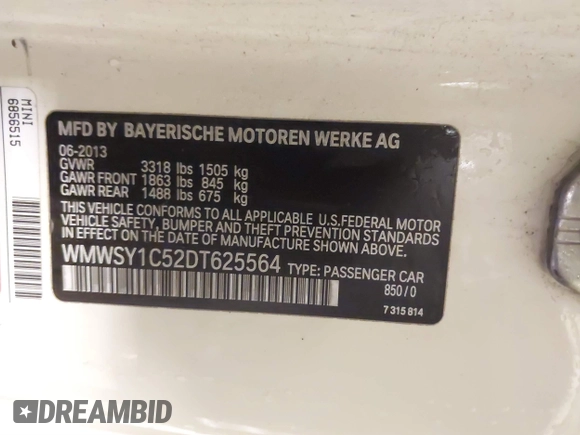 MINI
6856515
MFD BY BAYERISCHE MOTOREN WERKE AG
06-2013
GVWR 3318 lbs 1505 kg
GAWR FRONT 1863 lbs 845 kg
GAWR REAR 1488 lbs 675 kg
THIS VEHICLE CONFORMS TO ALL APPLICABLE U.S.FEDERAL MOTOR
VEHICLE SAFETY, BUMPER AND THEFT PREVENTION STANDARDS
IN EFFECT ON THE DATE OF MANUFACTURE SHOWN ABOVE.
WMWSY1C52DT625564 TYPE: PASSENGER CAR
850/0
7 315 814
DREAMBID